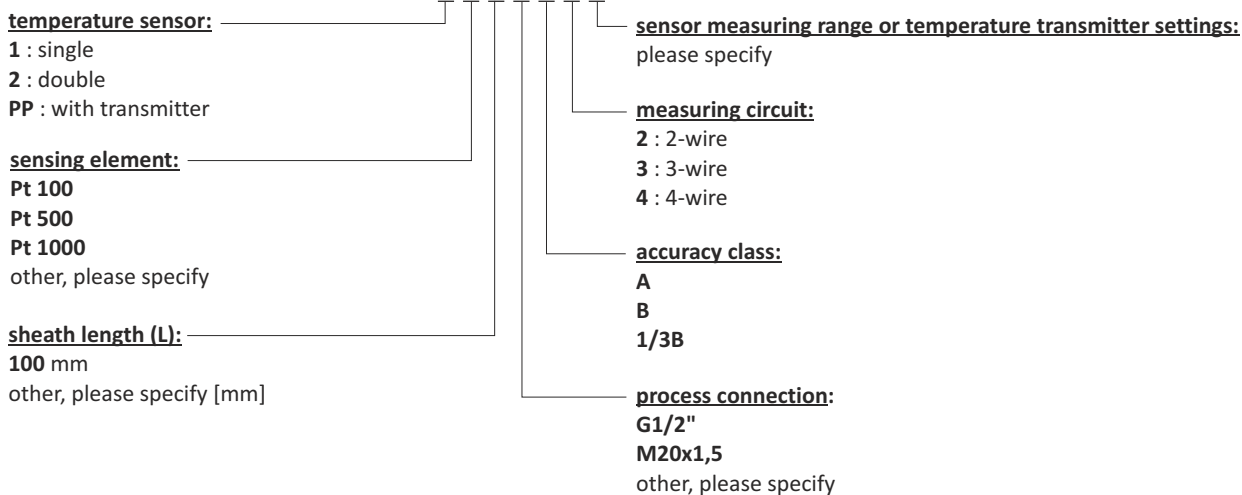 temperature sensor:
1 : single
2 : double
PP : with transmitter
sensing element:
Pt 100
Pt 500
Pt 1000
other, please specify
sheath length (L):
100 mm
other, please specify [mm]
sensor measuring range or temperature transmitter settings:
please specify
measuring circuit:
2 : 2-wire
3 : 3-wire
4 : 4-wire
accuracy class:
A
B
1/3B
process connection:
G1/2"
M20x1,5
other, please specify